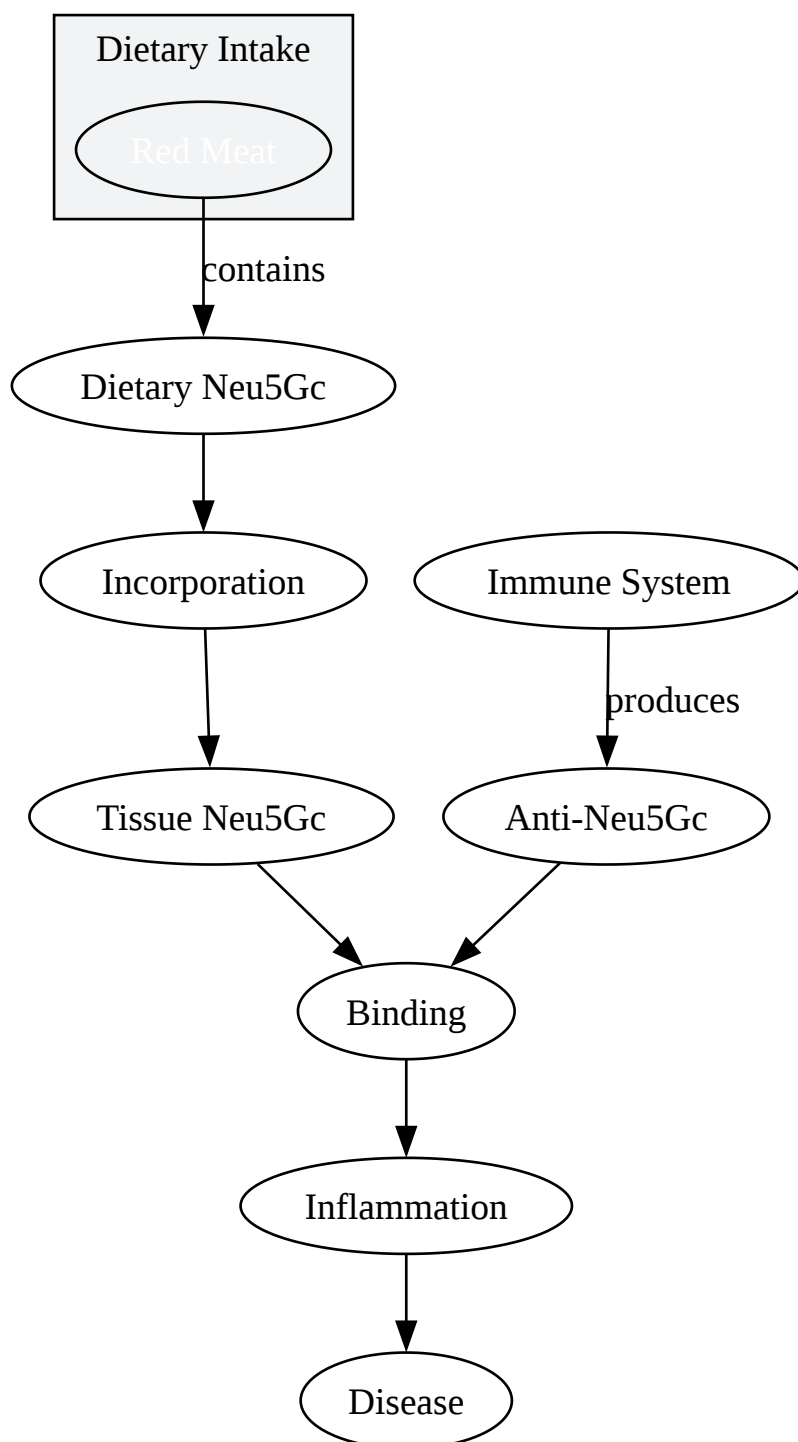 Dietary Intake
Red Meat
contains
Dietary Neu5Gc
Incorporation
Immune System
produces
Tissue Neu5Gc
Anti-Neu5Gc
Binding
Inflammation
Disease